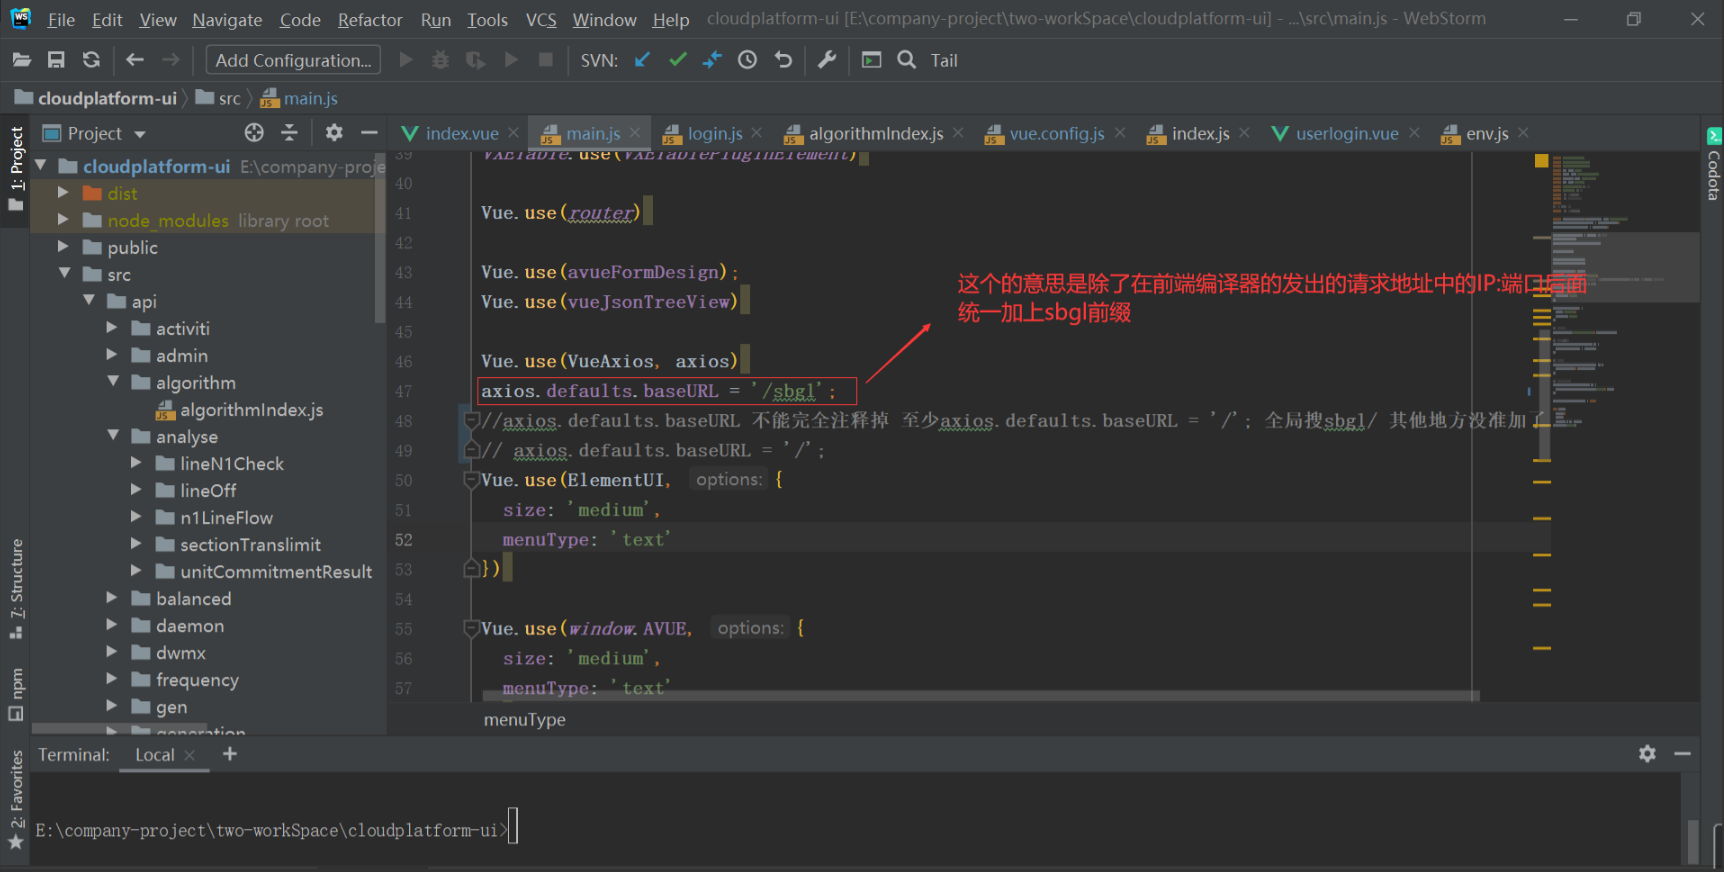 File Edit View Navigate Code Refactor Run Tools VCS Window Help cloudplatform-ui [E:\company-project\two-workSpace\cloudplatform-ui] - ...\src\main.js - WebStorm
Add Configuration... SVN: Tail
cloudplatform-ui src main.js
Project index.vue main.js login.js algorithmIndex.js vue.config.js index.js userlogin.vue env.js
1: Project
7: Structure
npm
2: Favorites
Codota
cloudplatform-ui E:\company-proje
dist
node_modules library root
public
src
api
activiti
admin
algorithm
algorithmIndex.js
analyse
lineN1Check
lineOff
n1LineFlow
sectionTranslimit
unitCommitmentResult
balanced
daemon
dwmx
frequency
gen
generation
39 VXETable.use(VXETablePluginElement)
40
41 Vue.use(router)
42
43 Vue.use(avueFormDesign);
44 Vue.use(vueJsonTreeView)
45
46 Vue.use(VueAxios, axios)
47 axios.defaults.baseURL = '/sbgl';
48 //axios.defaults.baseURL 不能完全注释掉 至少axios.defaults.baseURL = '/'; 全局搜sbgl/ 其他地方没准加了
49 // axios.defaults.baseURL = '/';
50 Vue.use(ElementUI, options: {
51 size: 'medium',
52 menuType: 'text'
53 })
54
55 Vue.use(window.AVUE, options: {
56 size: 'medium',
57 menuType: 'text'
这个的意思是除了在前端编译器的发出的请求地址中的IP:端口后面
统一加上sbgl前缀
menuType
Terminal: Local +
E:\company-project\two-workSpace\cloudplatform-ui>